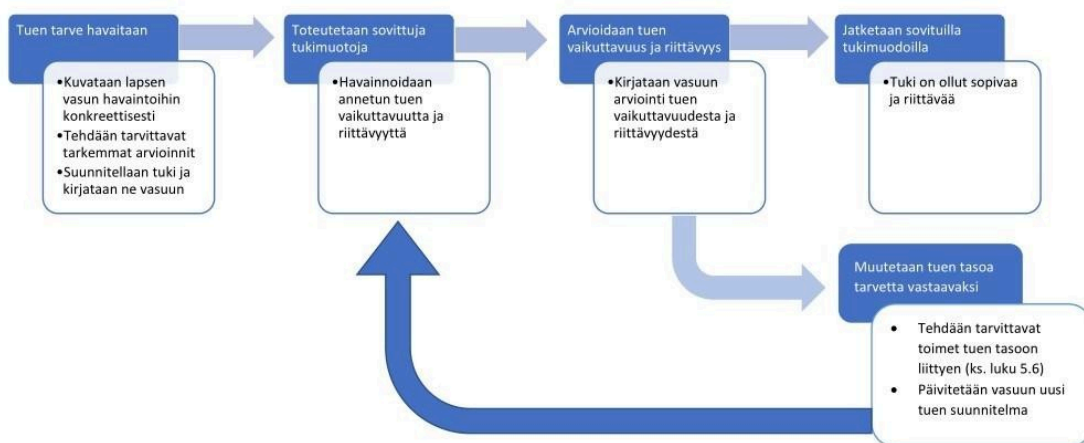 Tuen tarve havaitaan
•Kuvataan lapsen
vasun havaintoihin
konkreettisesti
•Tehdään tarvittavat
tarkemmat arvioinnit
•Suunnitellaan tuki ja
kirjataan ne vasuun
Toteutetaan sovittuja
tukimuotoja
•Havainnoidaan
annetun tuen
vaikuttavuutta ja
riittävyyttä
Arvioidaan tuen
vaikuttavuus ja riittävyys
•Kirjataan vasuun
arviointi tuen
vaikuttavuudesta ja
riittävyydestä
Jatketaan sovituilla
tukimuodoilla
•Tuki on ollut sopivaa
ja riittävää
Muutetaan tuen tasoa
tarvetta vastaavaksi
• Tehdään tarvittavat
toimet tuen tasoon
liittyen (ks. luku 5.6)
• Päivitetään vasuun uusi
tuen suunnitelma